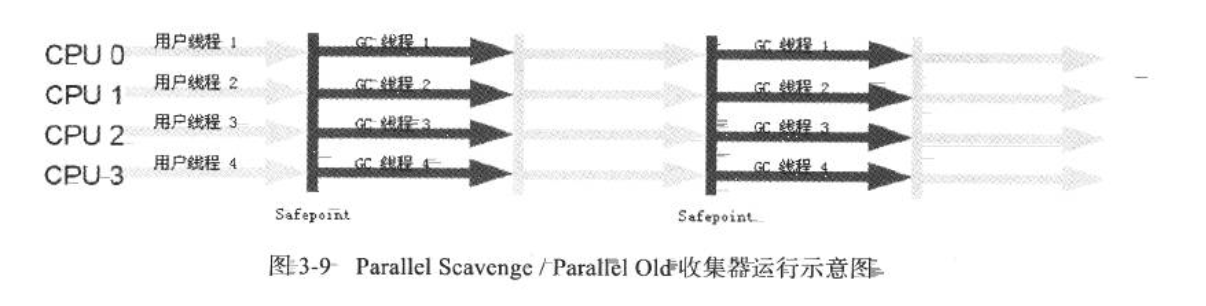 CPU 0 用户线程 1 GC 线程 1 GC 线程 1
CPU 1 用户线程 2 GC 线程 2 GC 线程 2
CPU 2 用户线程 3 GC 线程 3 GC 线程 3
CPU 3 用户线程 4 GC 线程 4 GC 线程 4
Safepoint Safepoint
图 3-9 Parallel Scavenge / Parallel Old 收集器运行示意图